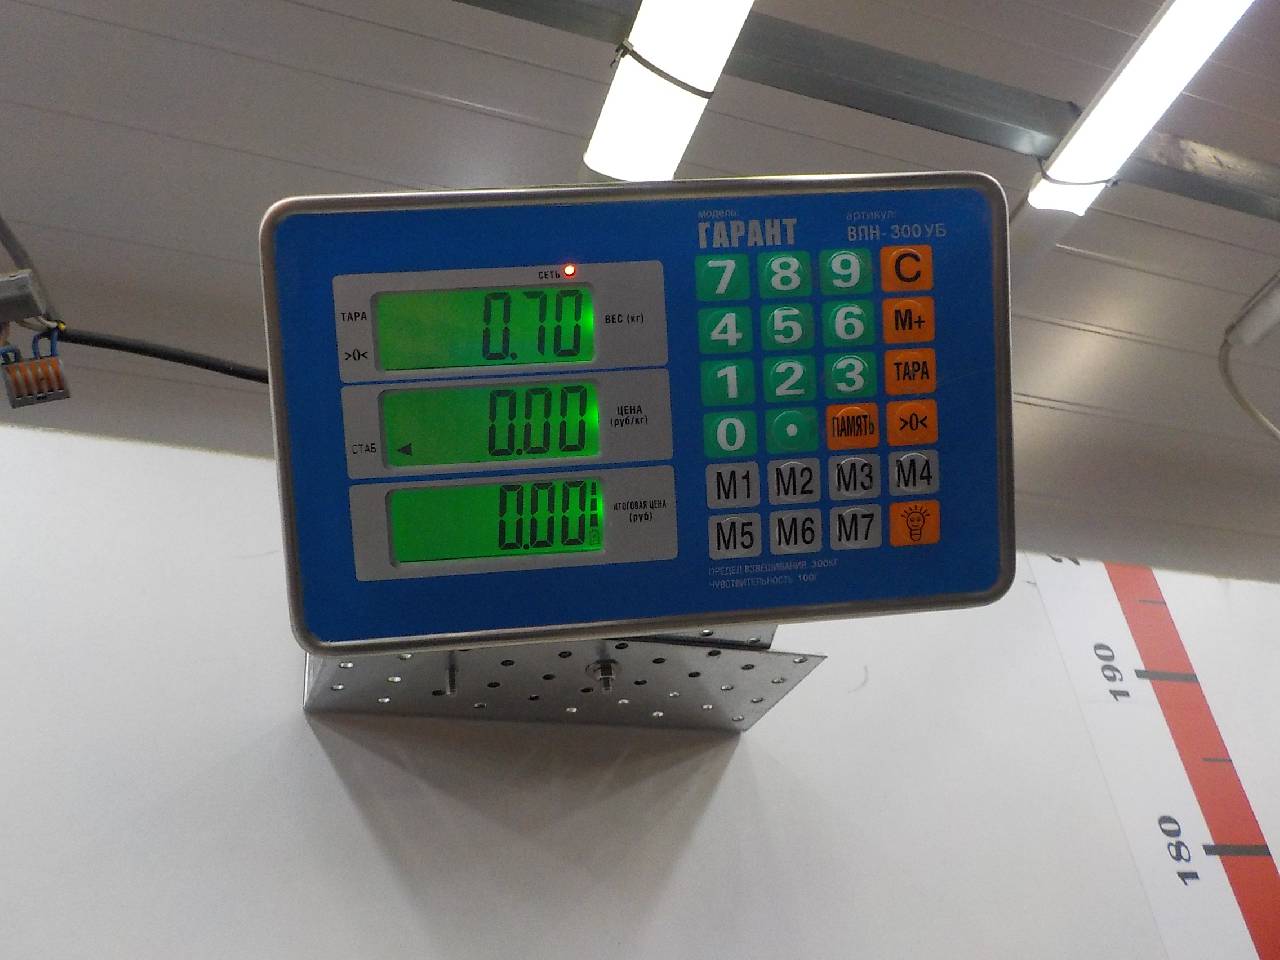 модель:
ГАРАНТ
артикул:
ВПН-300УБ
СЕТЬ
ТАРА
>0<
0.70
ВЕС (кг)
СТАБ
0.00
ЦЕНА
(руб/кг)
0.00
ИТОГОВАЯ ЦЕНА
(руб)
7 8 9 C
4 5 6 M+
1 2 3 ТАРА
0 . ПАМЯТЬ >0<
M1 M2 M3 M4
M5 M6 M7
ПРЕДЕЛ ВЗВЕШИВАНИЯ 300КГ
ЧУВСТВИТЕЛЬНОСТЬ 100Г
190
180